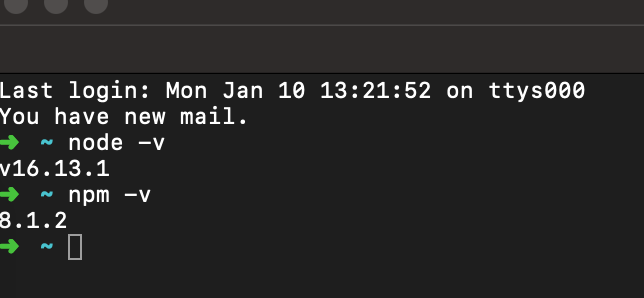 Last login: Mon Jan 10 13:21:52 on ttys000
You have new mail.
➜ ~ node -v
v16.13.1
➜ ~ npm -v
8.1.2
➜ ~